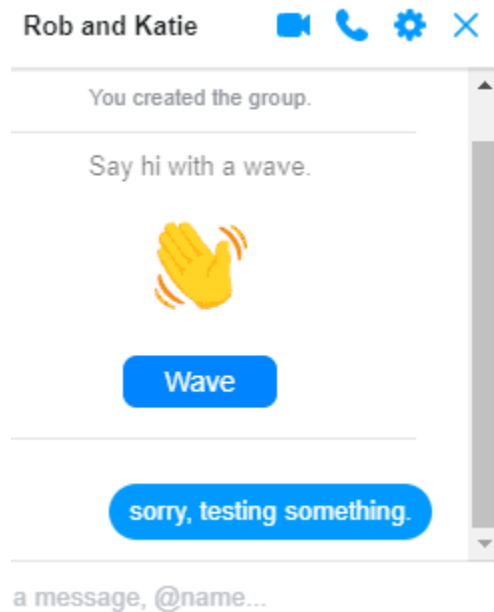 Rob and Katie
You created the group.
Say hi with a wave.
Wave
sorry, testing something.
a message, @name...